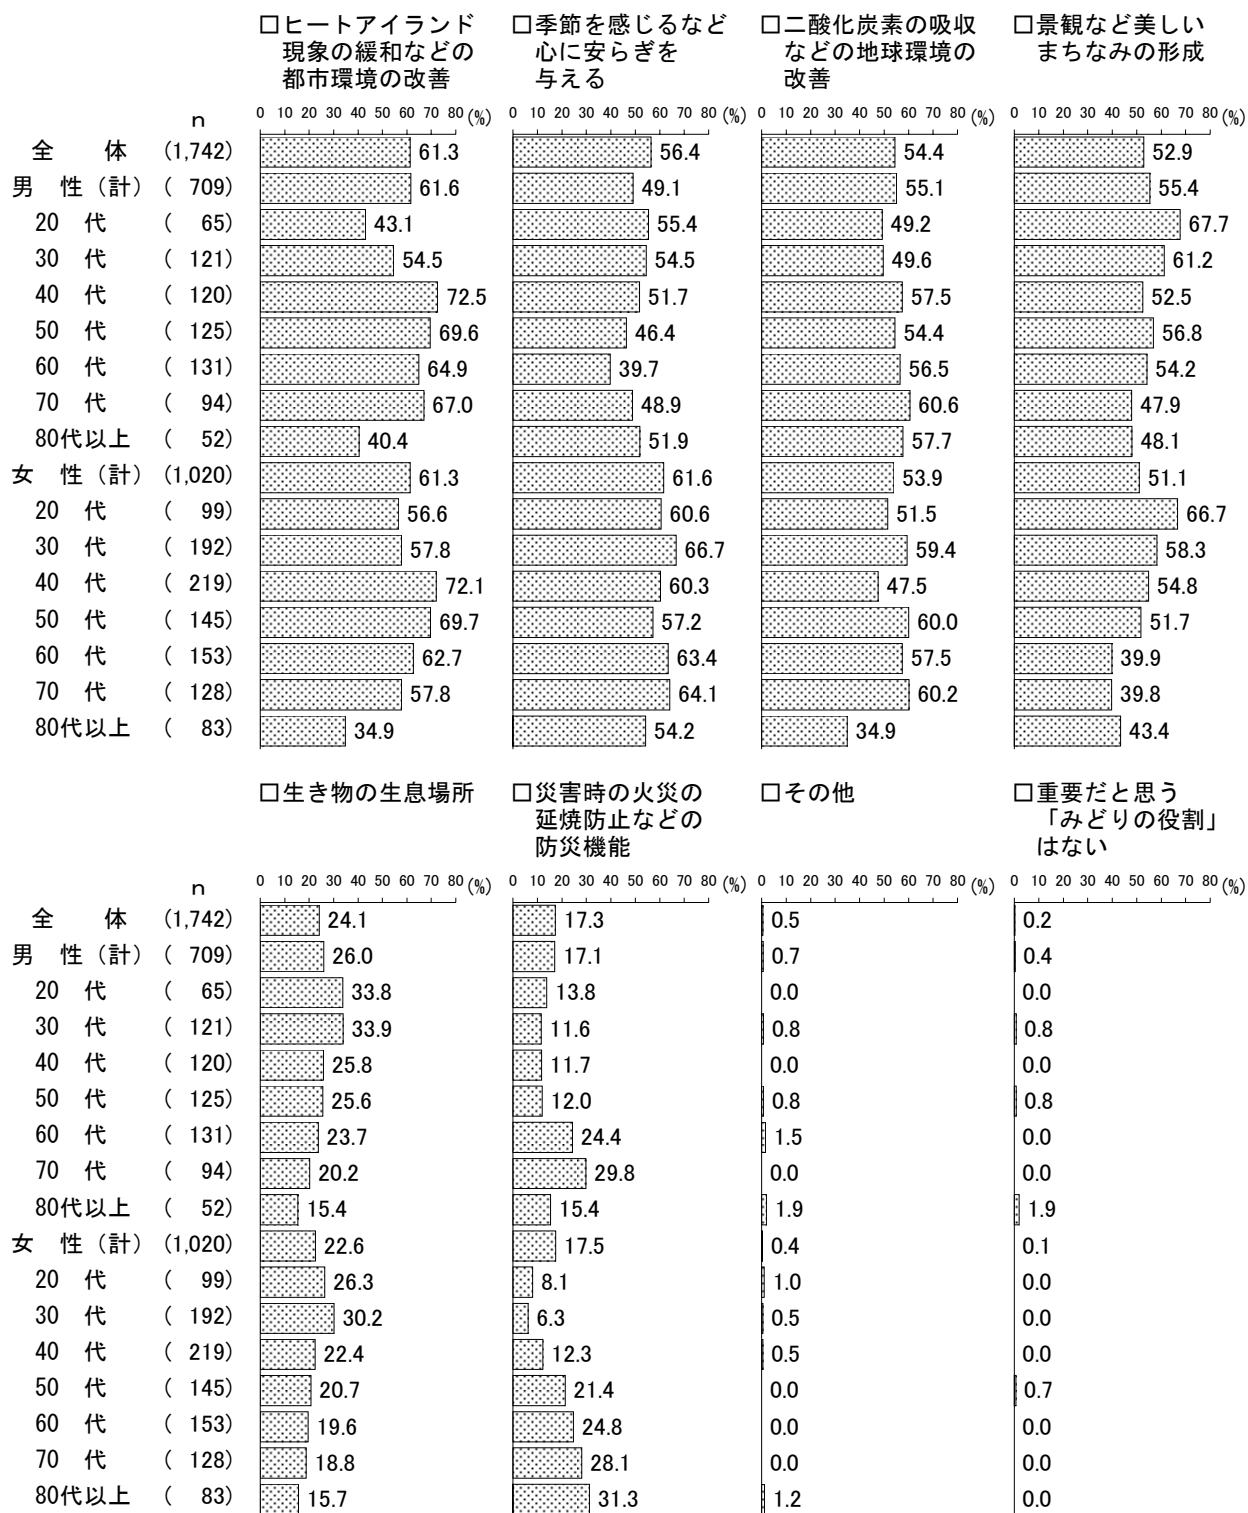 □ヒートアイランド現象の緩和などの都市環境の改善
□季節を感じるなど心に安らぎを与える
□二酸化炭素の吸収などの地球環境の改善
□景観など美しいまちなみの形成
n 0 10 20 30 40 50 60 70 80 (%) 0 10 20 30 40 50 60 70 80 (%) 0 10 20 30 40 50 60 70 80 (%) 0 10 20 30 40 50 60 70 80 (%)
全 体 (1,742) 61.3 56.4 54.4 52.9
男 性(計) ( 709) 61.6 49.1 55.1 55.4
20 代 ( 65) 43.1 55.4 49.2 67.7
30 代 ( 121) 54.5 54.5 49.6 61.2
40 代 ( 120) 72.5 51.7 57.5 52.5
50 代 ( 125) 69.6 46.4 54.4 56.8
60 代 ( 131) 64.9 39.7 56.5 54.2
70 代 ( 94) 67.0 48.9 60.6 47.9
80代以上 ( 52) 40.4 51.9 57.7 48.1
女 性(計) (1,020) 61.3 61.6 53.9 51.1
20 代 ( 99) 56.6 60.6 51.5 66.7
30 代 ( 192) 57.8 66.7 59.4 58.3
40 代 ( 219) 72.1 60.3 47.5 54.8
50 代 ( 145) 69.7 57.2 60.0 51.7
60 代 ( 153) 62.7 63.4 57.5 39.9
70 代 ( 128) 57.8 64.1 60.2 39.8
80代以上 ( 83) 34.9 54.2 34.9 43.4
□生き物の生息場所
□災害時の火災の延焼防止などの防災機能
□その他
□重要だと思う「みどりの役割」はない
n 0 10 20 30 40 50 60 70 80 (%) 0 10 20 30 40 50 60 70 80 (%) 0 10 20 30 40 50 60 70 80 (%) 0 10 20 30 40 50 60 70 80 (%)
全 体 (1,742) 24.1 17.3 0.5 0.2
男 性(計) ( 709) 26.0 17.1 0.7 0.4
20 代 ( 65) 33.8 13.8 0.0 0.0
30 代 ( 121) 33.9 11.6 0.8 0.8
40 代 ( 120) 25.8 11.7 0.0 0.0
50 代 ( 125) 25.6 12.0 0.8 0.8
60 代 ( 131) 23.7 24.4 1.5 0.0
70 代 ( 94) 20.2 29.8 0.0 0.0
80代以上 ( 52) 15.4 15.4 1.9 1.9
女 性(計) (1,020) 22.6 17.5 0.4 0.1
20 代 ( 99) 26.3 8.1 1.0 0.0
30 代 ( 192) 30.2 6.3 0.5 0.0
40 代 ( 219) 22.4 12.3 0.5 0.0
50 代 ( 145) 20.7 21.4 0.0 0.7
60 代 ( 153) 19.6 24.8 0.0 0.0
70 代 ( 128) 18.8 28.1 0.0 0.0
80代以上 ( 83) 15.7 31.3 1.2 0.0